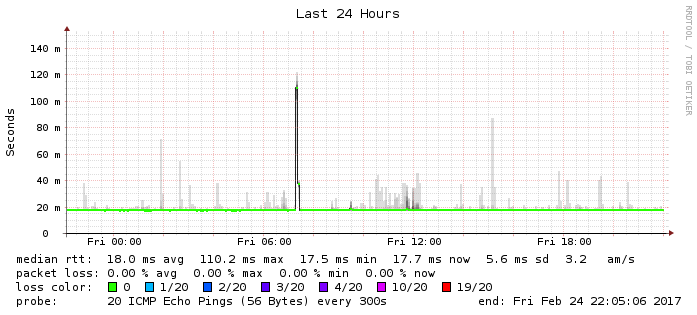 Last 24 Hours
RRDTOOL / TOBI OETIKER
Seconds
140 m
120 m
100 m
80 m
60 m
40 m
20 m
0
Fri 00:00 Fri 06:00 Fri 12:00 Fri 18:00
median rtt: 18.0 ms avg 110.2 ms max 17.5 ms min 17.7 ms now 5.6 ms sd 3.2 am/s
packet loss: 0.00 % avg 0.00 % max 0.00 % min 0.00 % now
loss color: 0 1/20 2/20 3/20 4/20 10/20 19/20
probe: 20 ICMP Echo Pings (56 Bytes) every 300s end: Fri Feb 24 22:05:06 2017